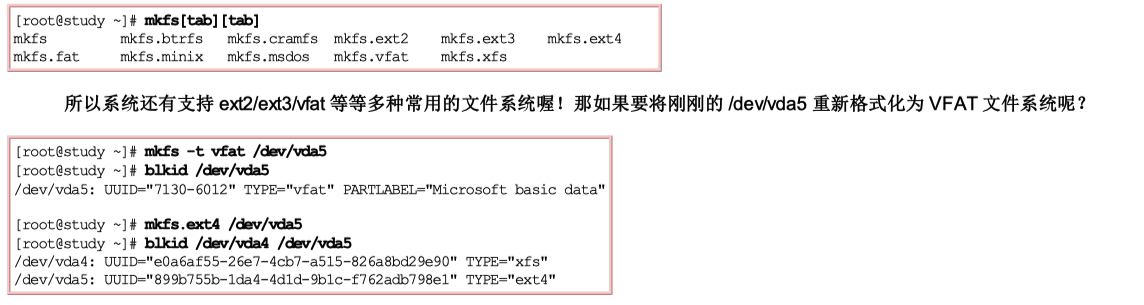 [root@study ~]# mkfs[tab][tab]
mkfs mkfs.btrfs mkfs.cramfs mkfs.ext2 mkfs.ext3 mkfs.ext4
mkfs.fat mkfs.minix mkfs.msdos mkfs.vfat mkfs.xfs
所以系统还有支持 ext2/ext3/vfat 等等多种常用的文件系统喔！那如果要将刚刚的 /dev/vda5 重新格式化为 VFAT 文件系统呢？
[root@study ~]# mkfs -t vfat /dev/vda5
[root@study ~]# blkid /dev/vda5
/dev/vda5: UUID="7130-6012" TYPE="vfat" PARTLABEL="Microsoft basic data"
[root@study ~]# mkfs.ext4 /dev/vda5
[root@study ~]# blkid /dev/vda4 /dev/vda5
/dev/vda4: UUID="e0a6af55-26e7-4cb7-a515-826a8bd29e90" TYPE="xfs"
/dev/vda5: UUID="899b755b-1da4-4d1d-9b1c-f762adb798e1" TYPE="ext4"